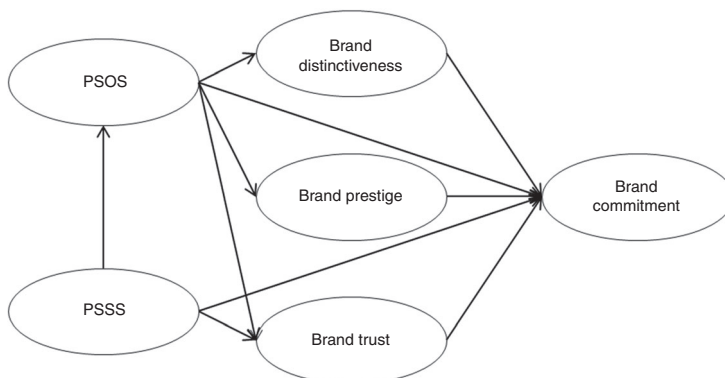 Brand
distinctiveness
PSOS
Brand prestige
Brand
commitment
PSSS
Brand trust